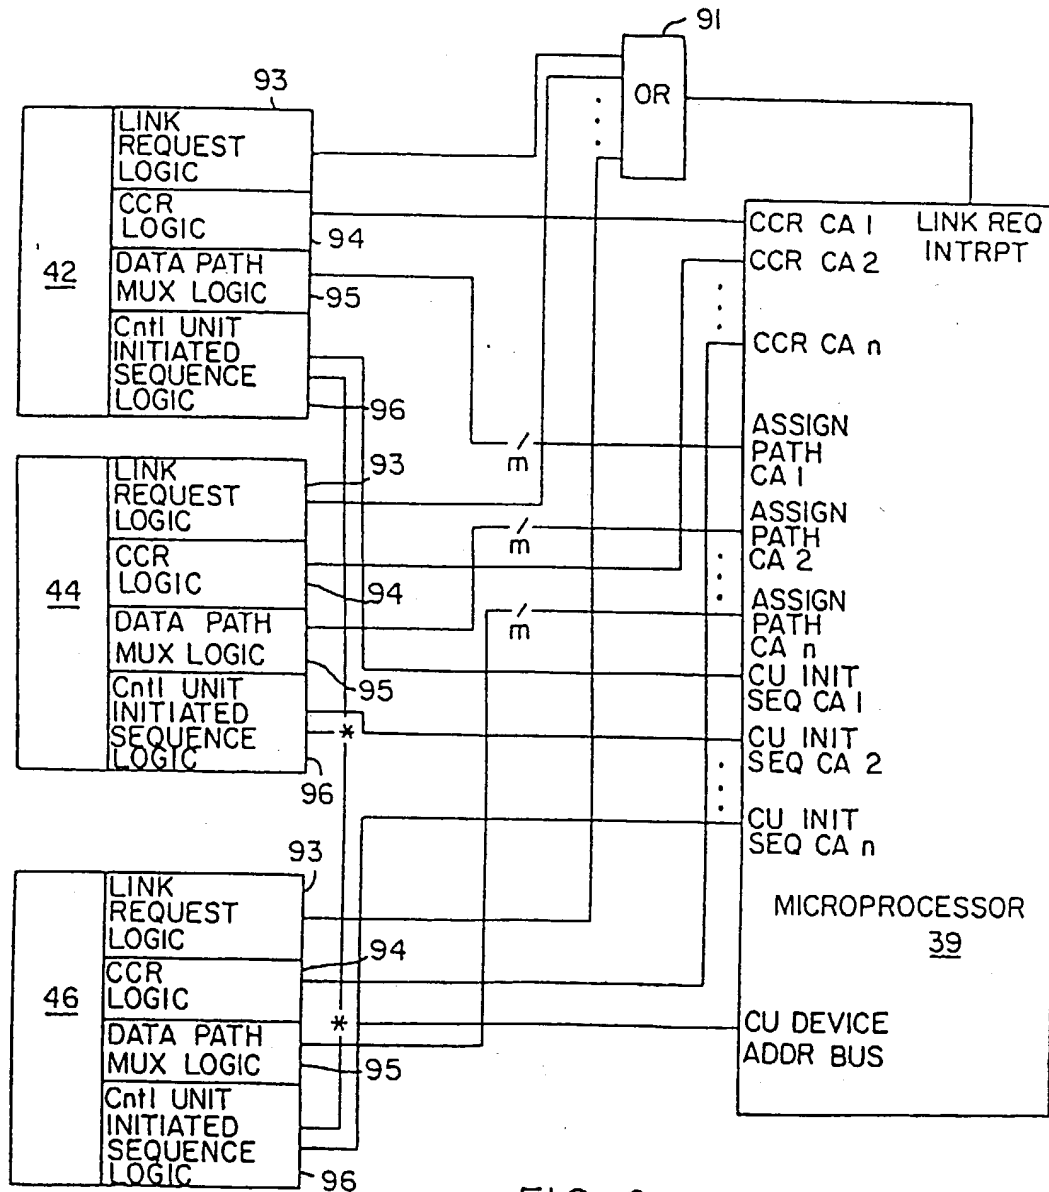 91
OR
93
LINK
REQUEST
LOGIC
CCR
LOGIC
94
42
DATA PATH
MUX LOGIC
95
Cntl UNIT
INITIATED
SEQUENCE
LOGIC
96
LINK
REQUEST
LOGIC
93
CCR
LOGIC
94
44
DATA PATH
MUX LOGIC
95
Cntl UNIT
INITIATED
SEQUENCE
LOGIC
96
*
93
LINK
REQUEST
LOGIC
94
CCR
LOGIC
46
DATA PATH
MUX LOGIC
95
*
Cntl UNIT
INITIATED
SEQUENCE
LOGIC
96
m
m
m
CCR CA 1
LINK REQ
INTRPT
CCR CA 2
CCR CA n
ASSIGN
PATH
CA 1
ASSIGN
PATH
CA 2
ASSIGN
PATH
CA n
CU INIT
SEQ CA 1
CU INIT
SEQ CA 2
CU INIT
SEQ CA n
MICROPROCESSOR
39
CU DEVICE
ADDR BUS